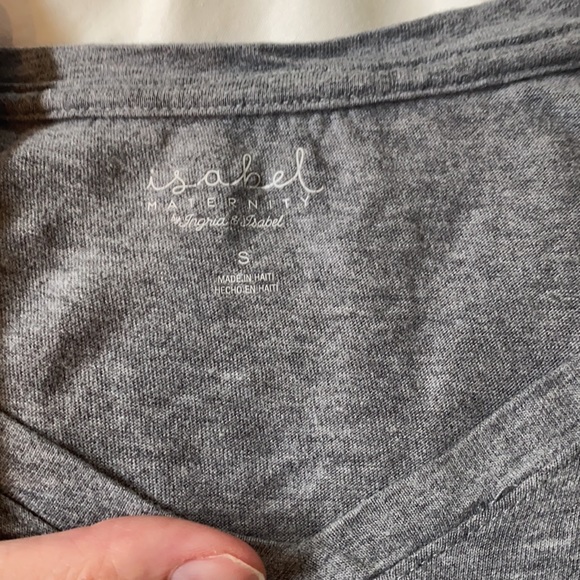 isabel
MATERNITY
by Ingrid & Isabel
S
MADE IN HAITI
HECHO EN HAITI